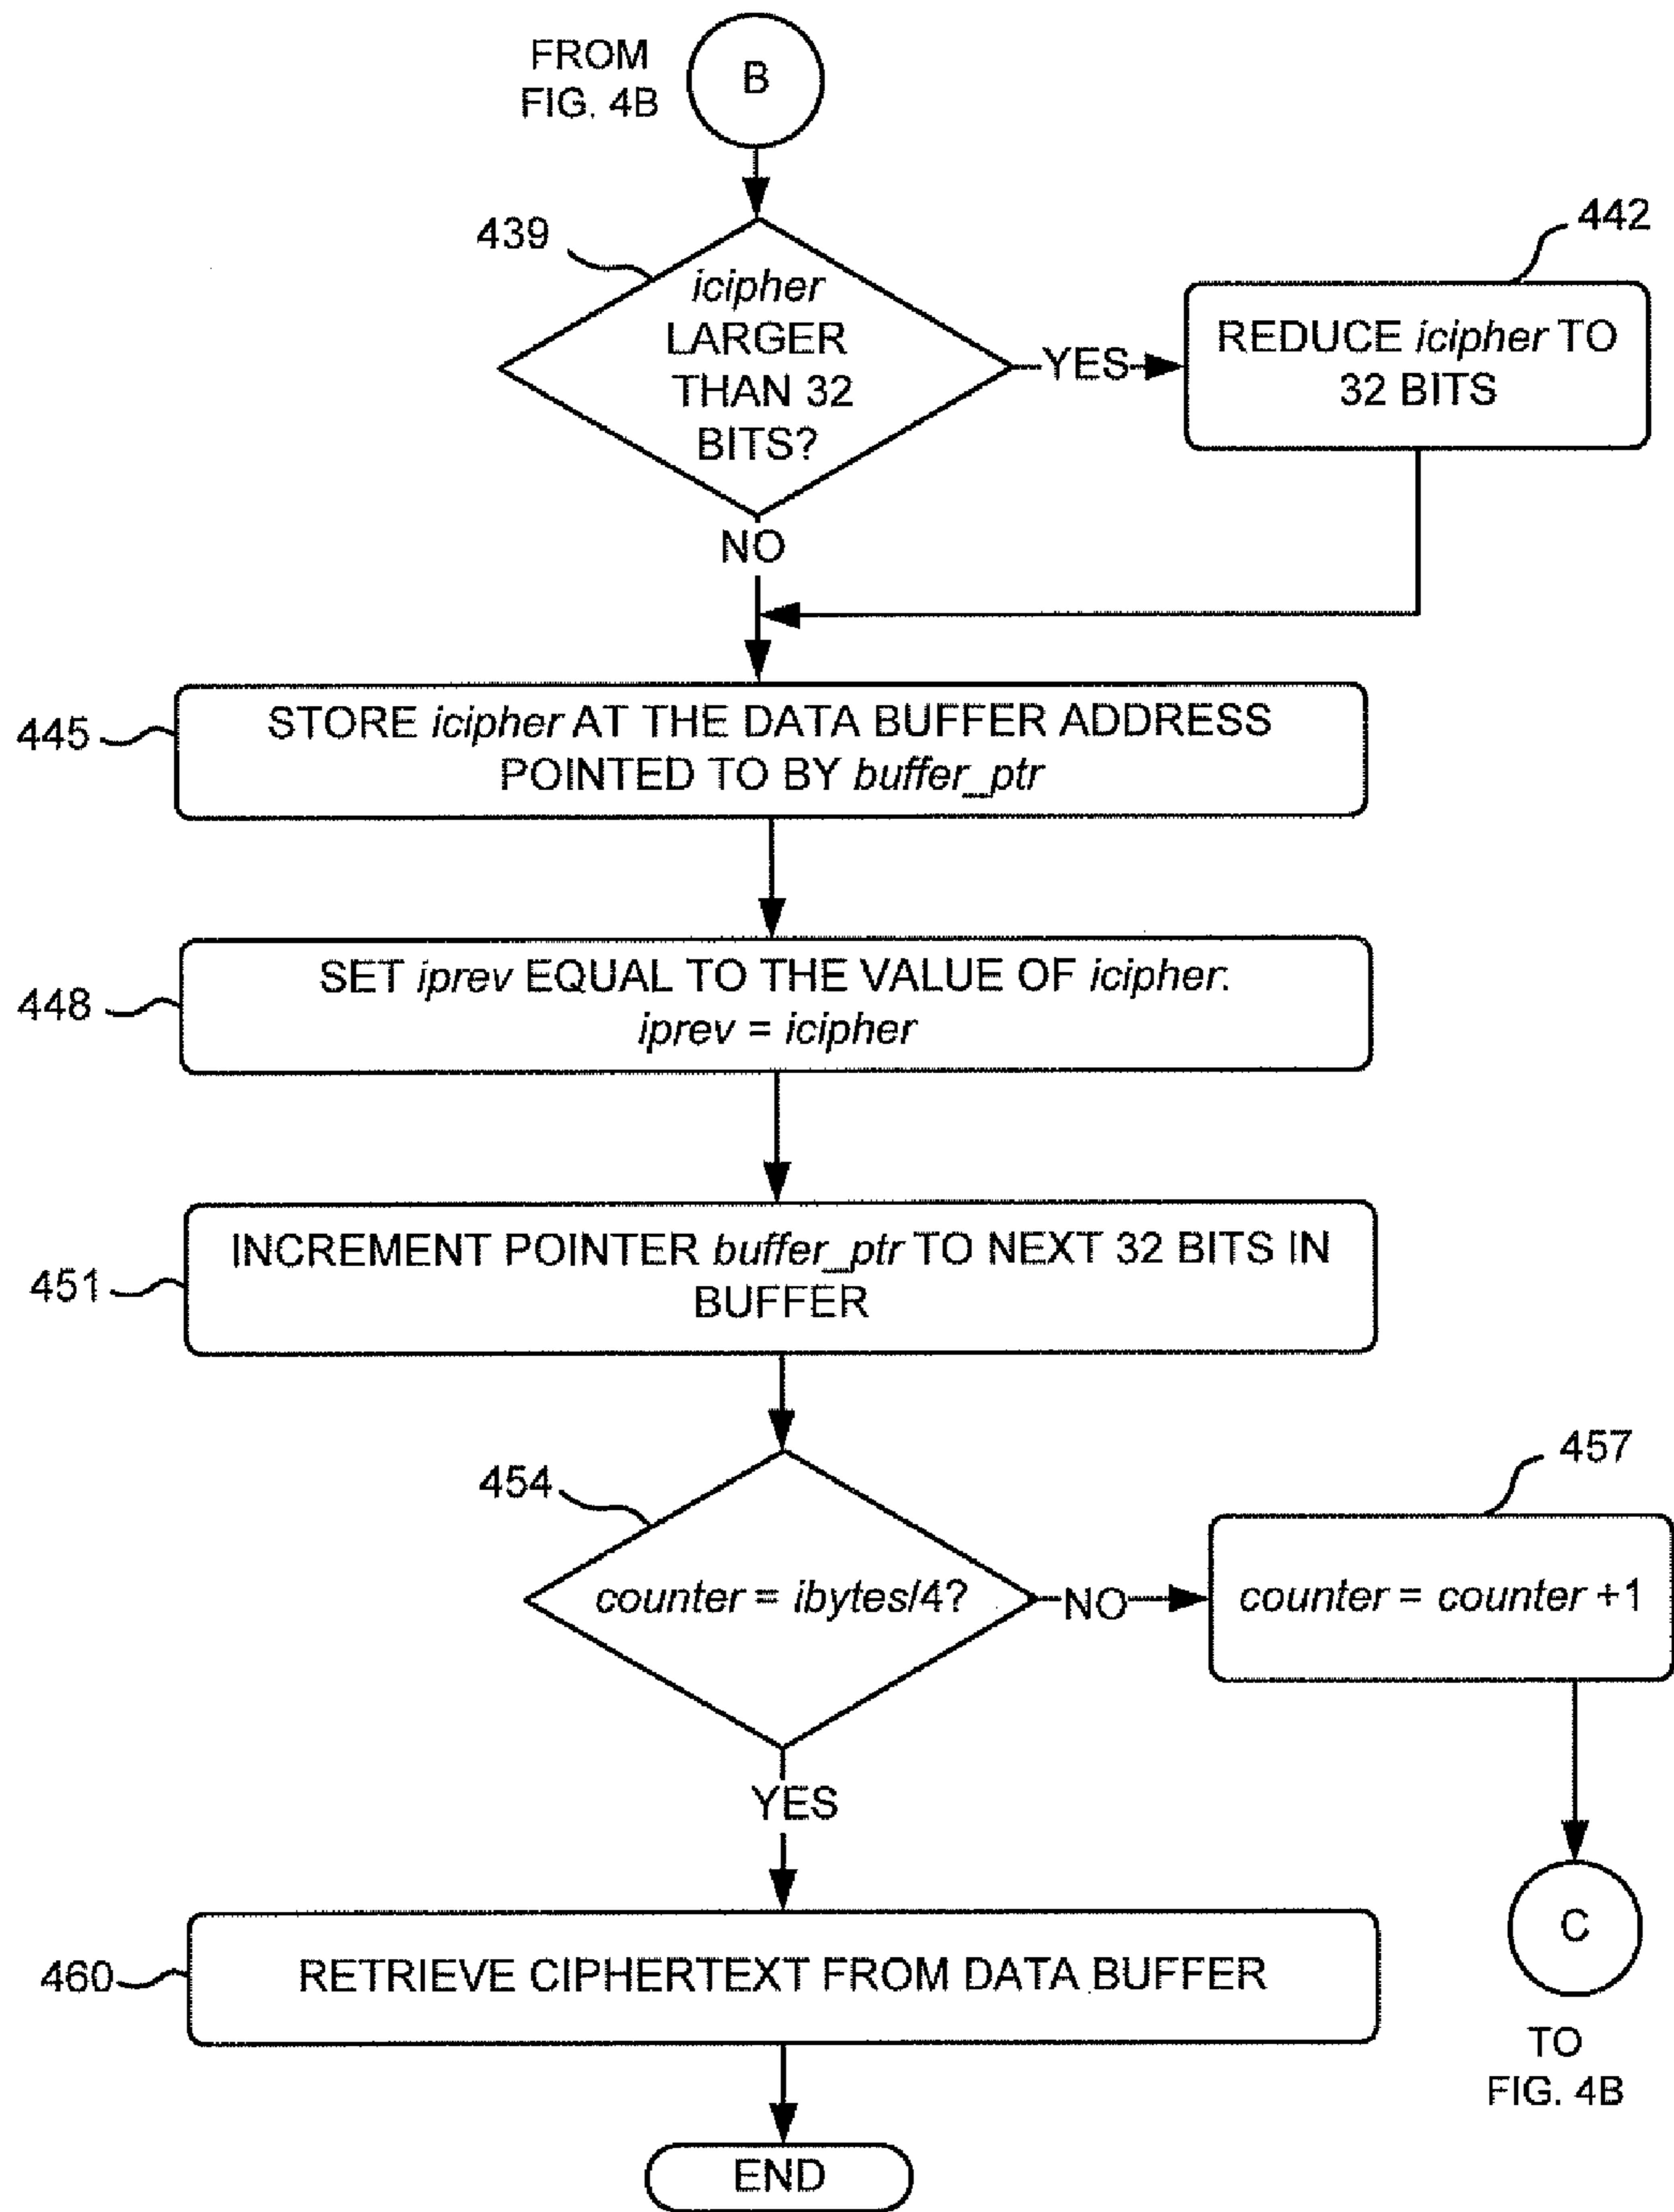 FROM
FIG. 4B
B
439
icipher
LARGER
THAN 32
BITS?
YES
442
REDUCE icipher TO
32 BITS
NO
445
STORE icipher AT THE DATA BUFFER ADDRESS
POINTED TO BY buffer_ptr
448
SET iprev EQUAL TO THE VALUE OF icipher:
iprev = icipher
451
INCREMENT POINTER buffer_ptr TO NEXT 32 BITS IN
BUFFER
454
counter = ibytes/4?
NO
457
counter = counter +1
YES
C
TO
FIG. 4B
460
RETRIEVE CIPHERTEXT FROM DATA BUFFER
END